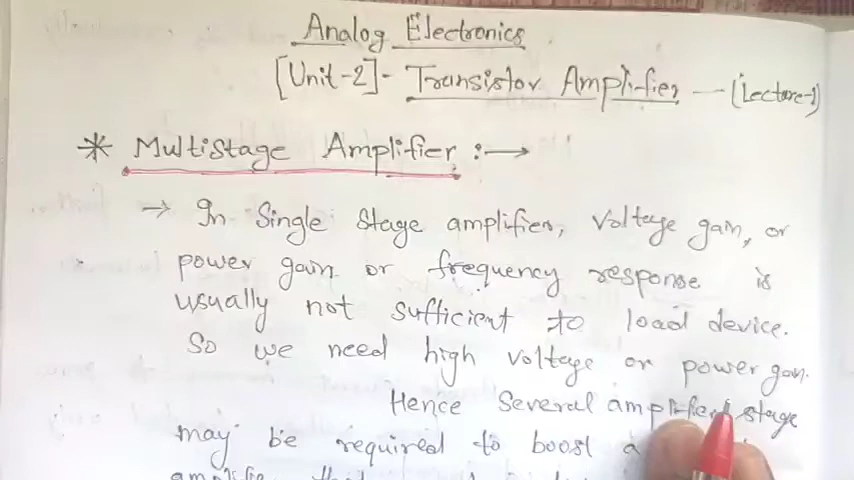 Analog Electronics
[Unit-2]- Transistor Amplifier — (Lecture-1)
* Multistage Amplifier :→
→ In Single Stage amplifier, Voltage gain, or
power gain or frequency response is
usually not sufficient to load device.
So we need high voltage or power gan.
Hence Several amplifier stage
may be required to boost a